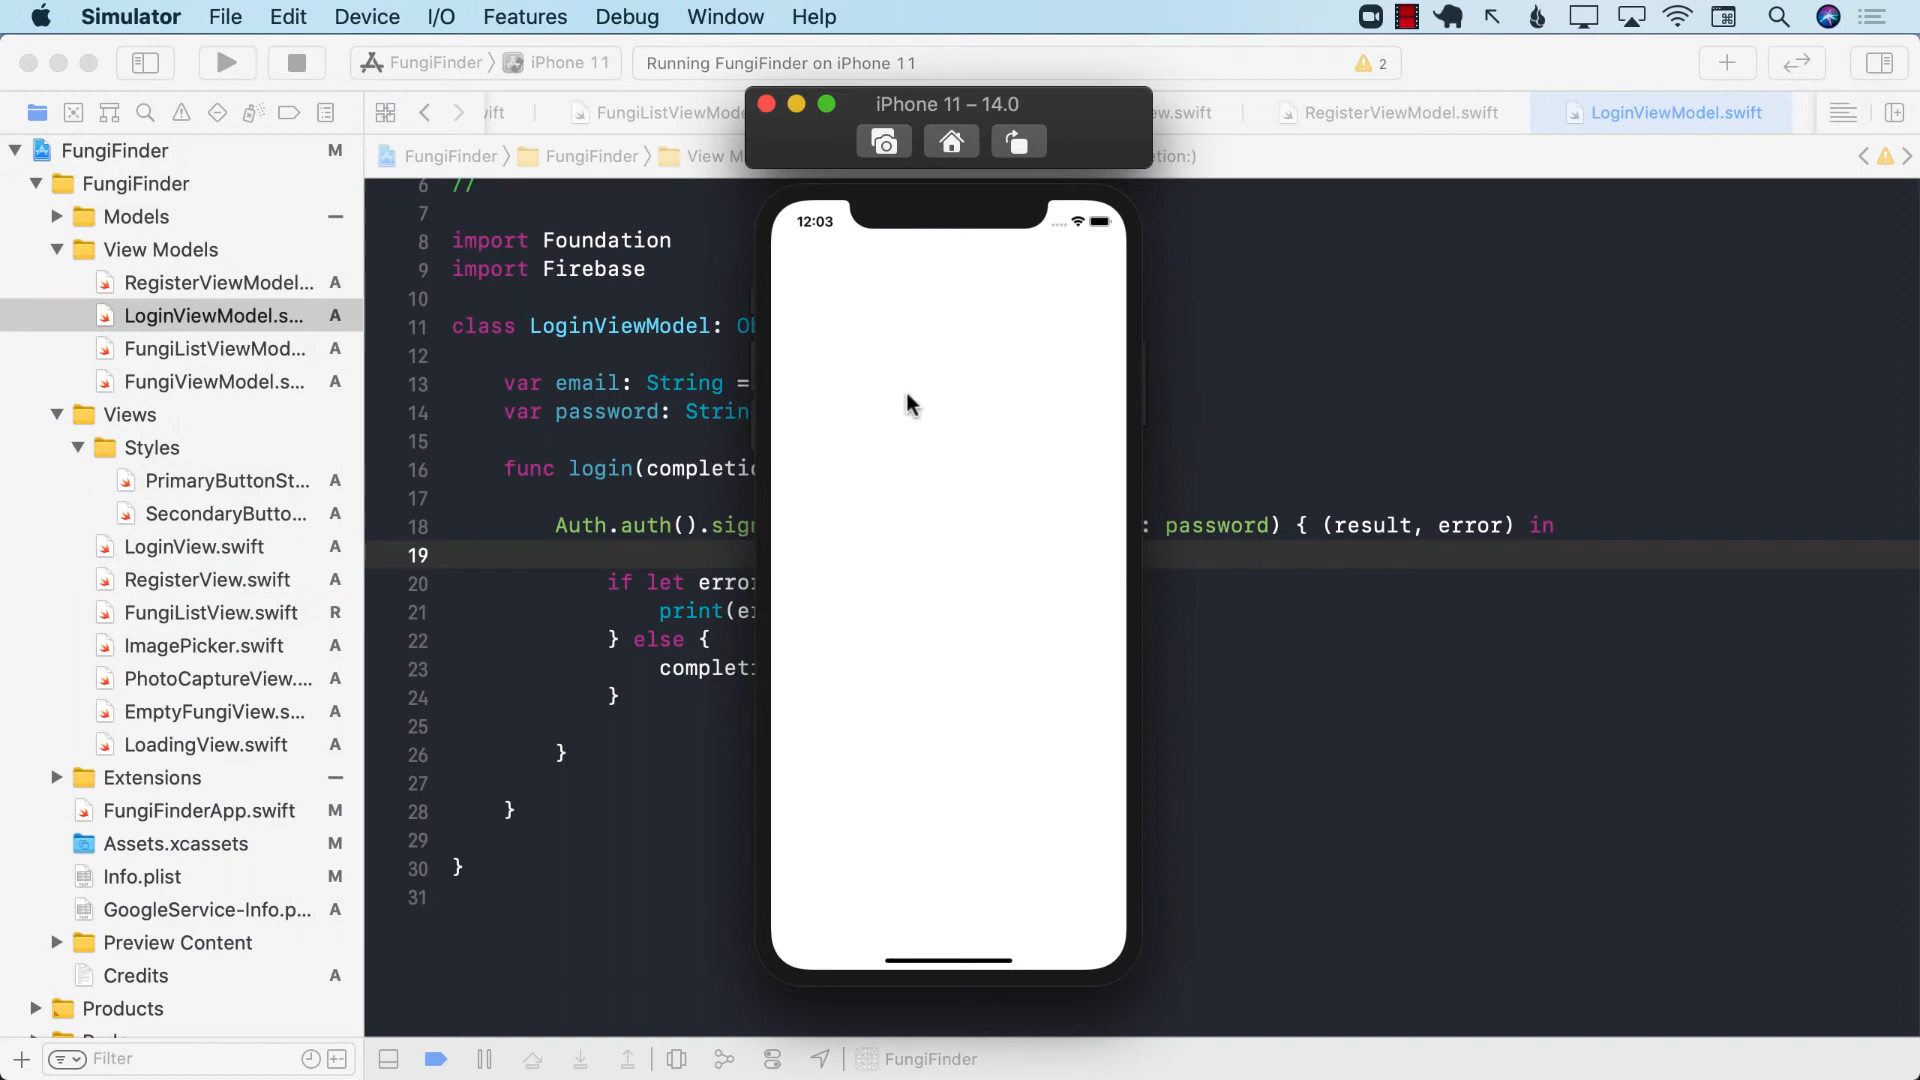 Simulator File Edit Device I/O Features Debug Window Help
FungiFinder iPhone 11 Running FungiFinder on iPhone 11 2
iPhone 11 – 14.0
FungiListViewMode RegisterViewModel.swift LoginViewModel.swift
FungiFinder FungiFinder View M etion:)
FungiFinder M
FungiFinder
Models
View Models
RegisterViewModel... A
LoginViewModel.s... A
FungiListViewMod... A
FungiViewModel.s... A
Views
Styles
PrimaryButtonSt... A
SecondaryButto... A
LoginView.swift A
RegisterView.swift A
FungiListView.swift R
ImagePicker.swift A
PhotoCaptureView.... A
EmptyFungiView.s... A
LoadingView.swift A
Extensions
FungiFinderApp.swift M
Assets.xcassets M
Info.plist M
GoogleService-Info.p... A
Preview Content
Credits A
Products
Filter
6 //
7
8 import Foundation
9 import Firebase
10
11 class LoginViewModel: Ob
12
13 var email: String =
14 var password: Strin
15
16 func login(completio
17
18 Auth.auth().sign : password) { (result, error) in
19
20 if let error
21 print(er
22 } else {
23 completi
24 }
25
26 }
27
28 }
29
30 }
31
12:03
FungiFinder